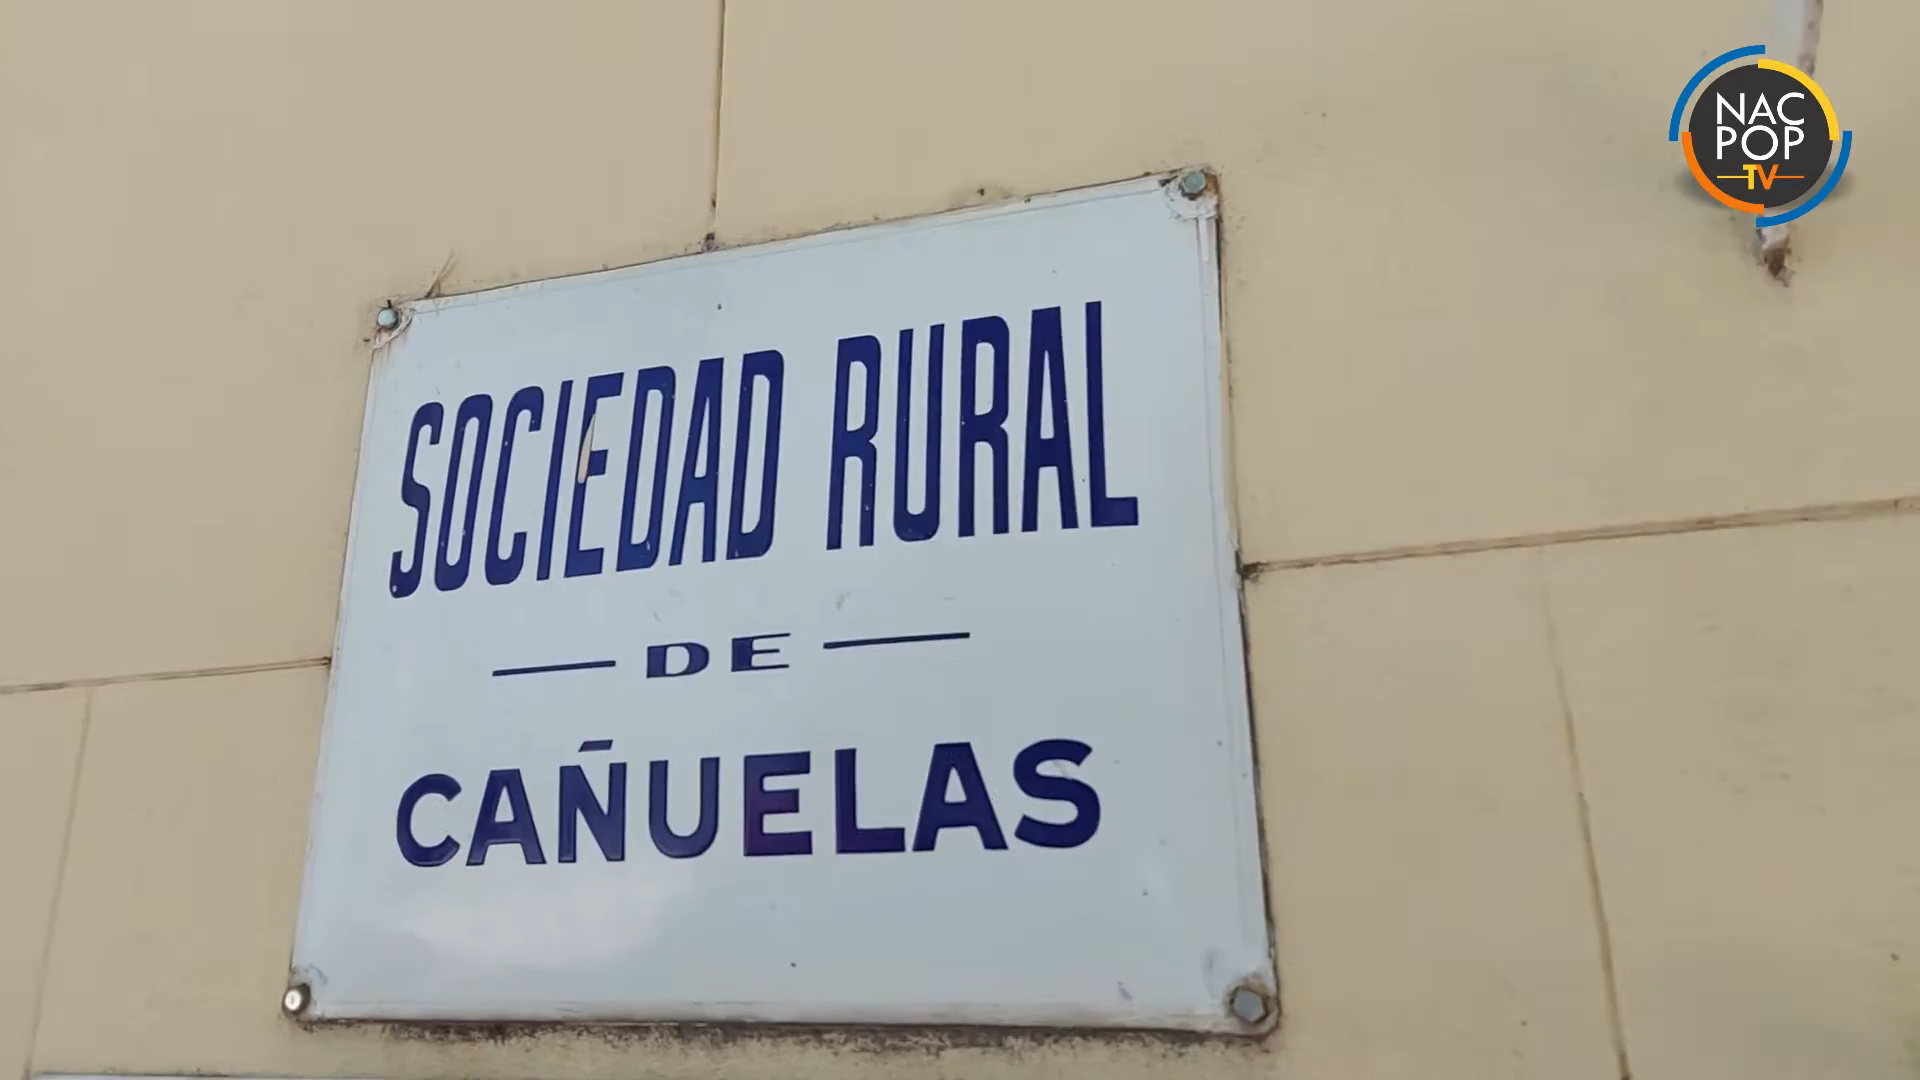 NAC
POP
TV
SOCIEDAD RURAL
DE
CAÑUELAS